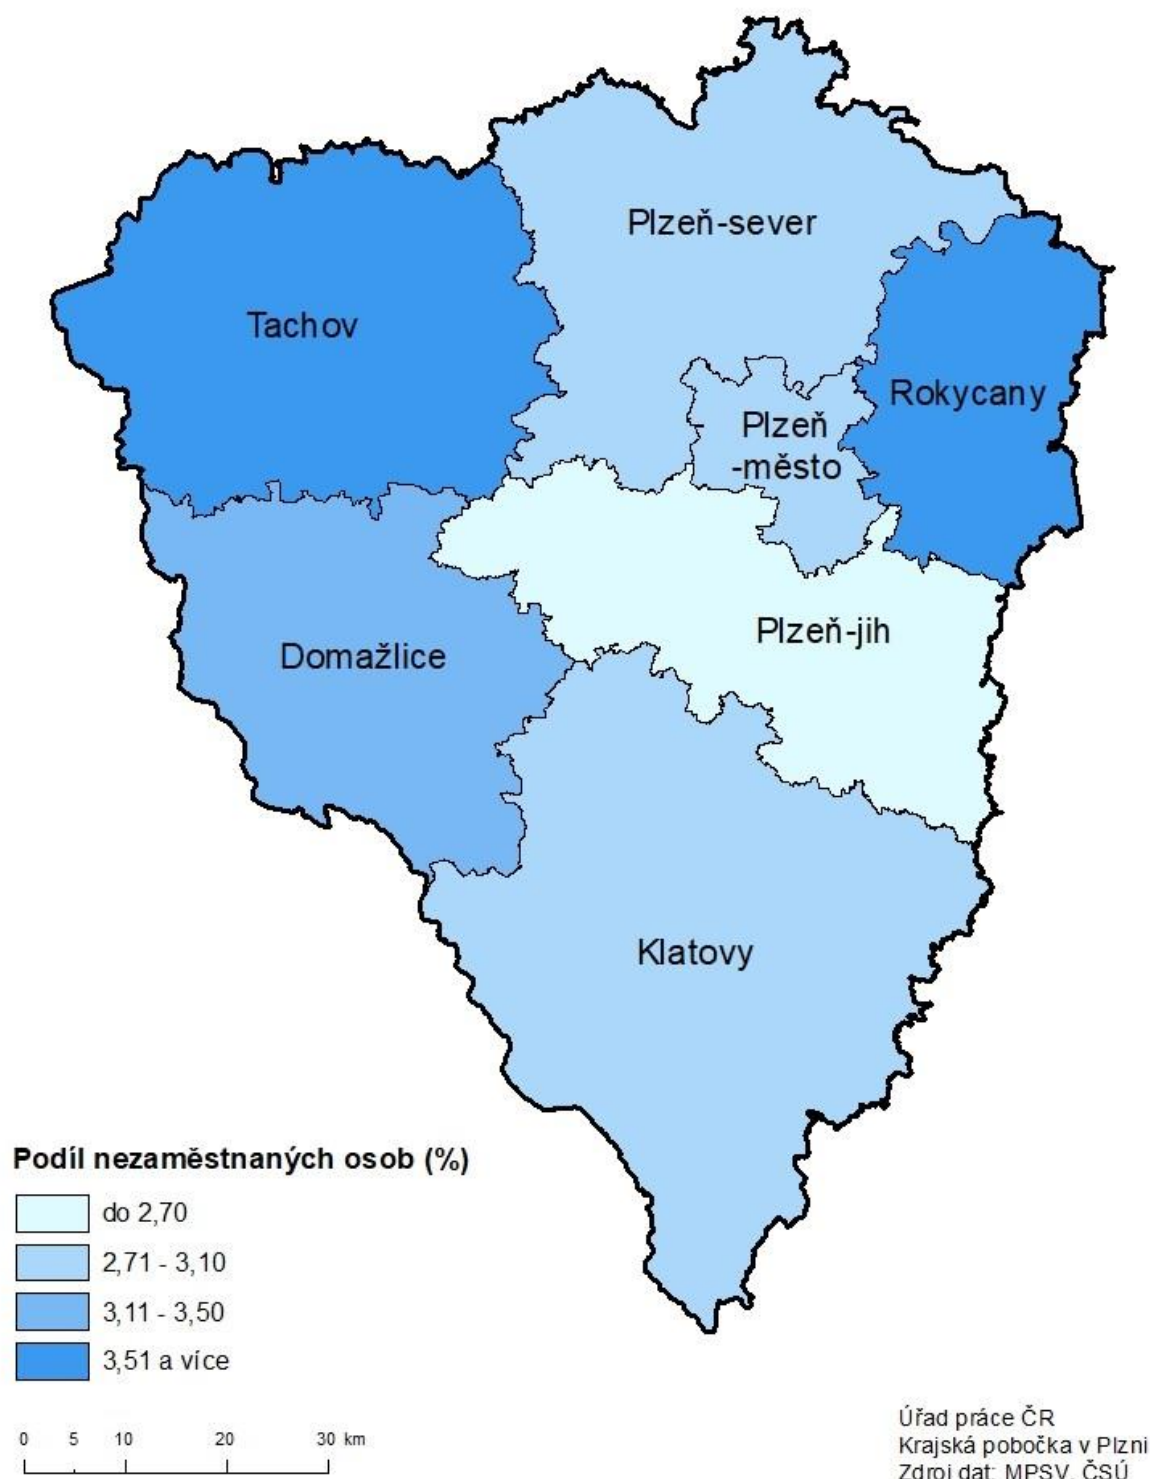 Plzeň-sever
Tachov
Rokycany
Plzeň
-město
Plzeň-jih
Domažlice
Klatovy
Podíl nezaměstnaných osob (%)
do 2,70
2,71 - 3,10
3,11 - 3,50
3,51 a více
0 5 10 20 30 km
Úřad práce ČR
Krajská pobočka v Plzni
Zdroj dat: MPSV, ČSÚ